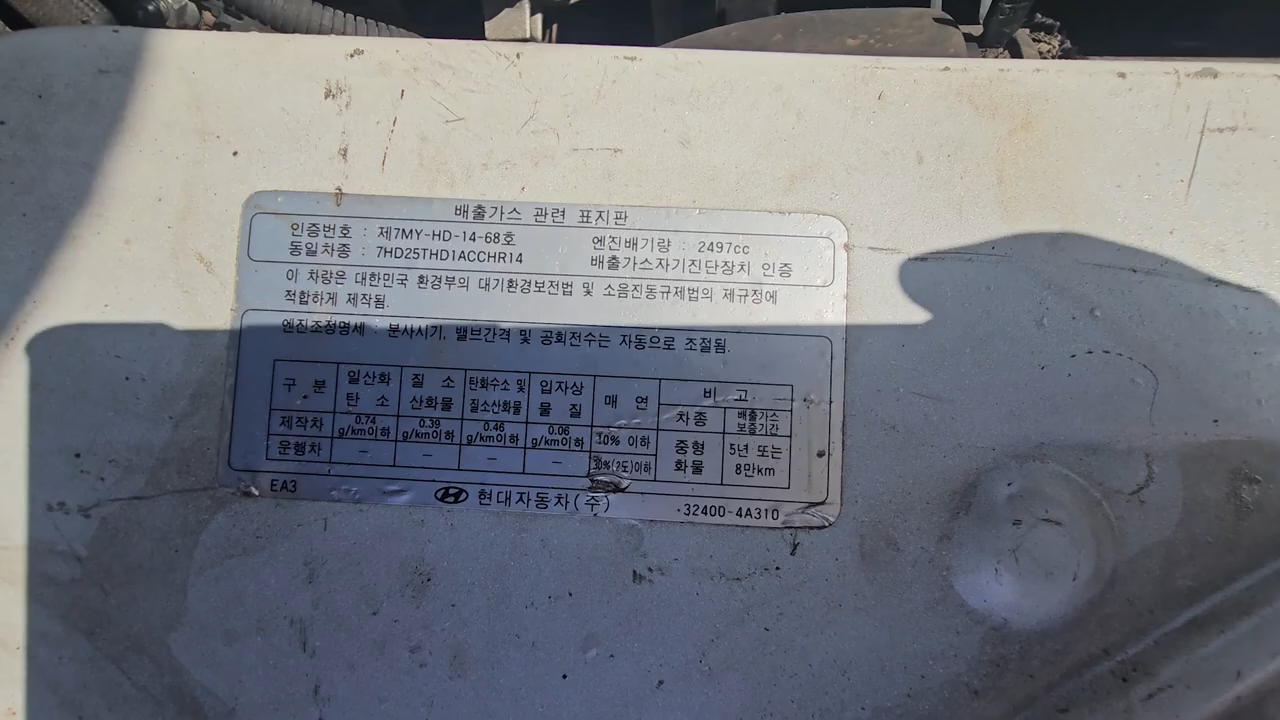 배출가스 관련 표지판
인증번호 : 제7MY-HD-14-68호 엔진배기량 : 2497cc
동일차종 : 7HD25THD1ACCHR14 배출가스자기진단장치 인증
이 차량은 대한민국 환경부의 대기환경보전법 및 소음진동규제법의 제규정에
적합하게 제작됨.
엔진조정명세 : 분사시기, 밸브간격 및 공회전수는 자동으로 조절됨.
구 분 일산화 탄 소 질 소 산화물 탄화수소 및 질소산화물 입자상 물 질 매 연 비 고
차종 배출가스 보증기간
제작차 0.74 g/km이하 0.39 g/km이하 0.46 g/km이하 0.06 g/km이하 10% 이하 중형 화물 5년 또는 8만km
운행차 – – – – 30%(2도)이하
EA3 현대자동차(주) 32400-4A310